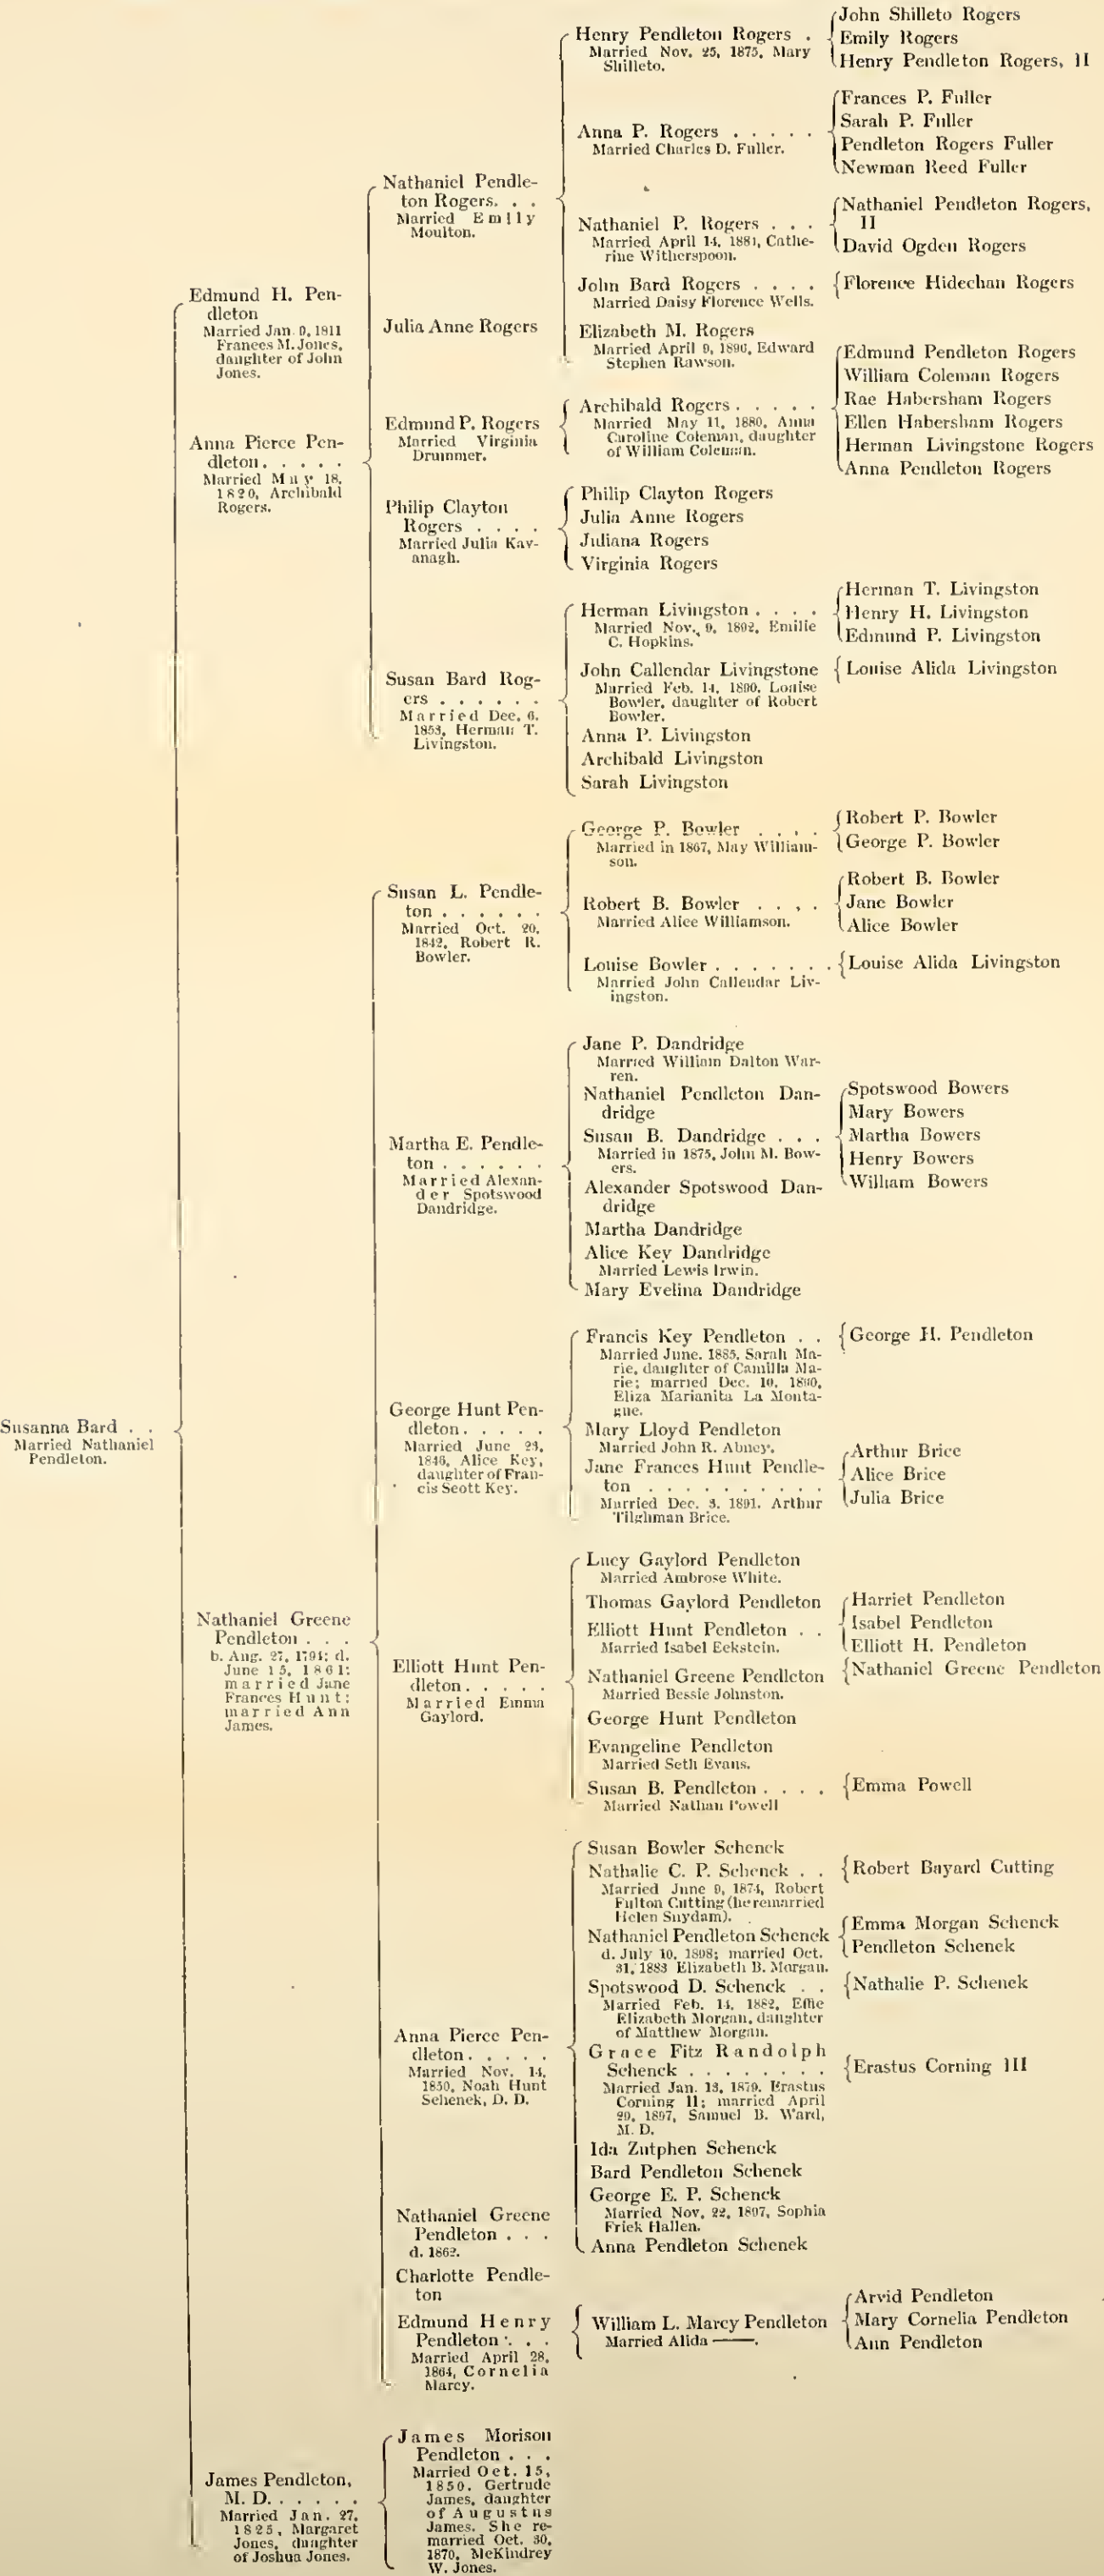 Susanna Bard . .
Married Nathaniel
Pendleton.
Edmund H. Pen-
dleton
Married Jan. 9, 1811
Frances M. Jones,
daughter of John
Jones.
Anna Pierce Pen-
dleton. . . . .
Married May 18,
1820, Archibald
Rogers.
Nathaniel Greene
Pendleton . . .
b. Aug. 27, 1794; d.
June 15, 1861;
married Jane
Frances Hunt;
married Ann
James.
James Pendleton,
M. D. . . . . .
Married Jan. 27,
1825, Margaret
Jones, daughter
of Joshua Jones.
Nathaniel Pendle-
ton Rogers. . .
Married Emily
Moulton.
Julia Anne Rogers
Edmund P. Rogers
Married Virginia
Drummer.
Philip Clayton
Rogers . . . .
Married Julia Kav-
anagh.
Susan Bard Rog-
ers . . . . . .
Married Dec. 6,
1853, Herman T.
Livingston.
Susan L. Pendle-
ton . . . . . .
Married Oct. 20,
1842, Robert R.
Bowler.
Martha E. Pendle-
ton . . . . . .
Married Alexan-
der Spotswood
Dandridge.
George Hunt Pen-
dleton. . . . .
Married June 23,
1846, Alice Key,
daughter of Fran-
cis Scott Key.
Elliott Hunt Pen-
dleton. . . . .
Married Emma
Gaylord.
Anna Pierce Pen-
dleton. . . . .
Married Nov. 14,
1850, Noah Hunt
Schenck, D. D.
Nathaniel Greene
Pendleton . . .
d. 1862.
Charlotte Pendle-
ton
Edmund Henry
Pendleton . . .
Married April 28,
1864, Cornelia
Marcy.
James Morison
Pendleton . . .
Married Oct. 15,
1850, Gertrude
James, daughter
of Augustus
James. She re-
married Oct. 30,
1870, McKindrey
W. Jones.
Henry Pendleton Rogers .
Married Nov. 25, 1875, Mary
Shilleto.
Anna P. Rogers . . . . .
Married Charles D. Fuller.
Nathaniel P. Rogers . . .
Married April 14, 1881, Cathe-
rine Witherspoon.
John Bard Rogers . . . .
Married Daisy Florence Wells.
Elizabeth M. Rogers
Married April 9, 1896, Edward
Stephen Rawson.
Archibald Rogers . . . . .
Married May 11, 1880, Anna
Caroline Coleman, daughter
of William Coleman.
Philip Clayton Rogers
Julia Anne Rogers
Juliana Rogers
Virginia Rogers
Herman Livingston . . . .
Married Nov. 9, 1892, Emilie
C. Hopkins.
John Callendar Livingstone
Married Feb. 14, 1890, Louise
Bowler, daughter of Robert
Bowler.
Anna P. Livingston
Archibald Livingston
Sarah Livingston
George P. Bowler . . . .
Married in 1867, May William-
son.
Robert B. Bowler . . . .
Married Alice Williamson.
Louise Bowler . . . . . . .
Married John Callendar Liv-
ingston.
Jane P. Dandridge
Married William Dalton War-
ren.
Nathaniel Pendleton Dan-
dridge
Susan B. Dandridge . . .
Married in 1875, John M. Bow-
ers.
Alexander Spotswood Dan-
dridge
Martha Dandridge
Alice Key Dandridge
Married Lewis Irwin.
Mary Evelina Dandridge
Francis Key Pendleton . .
Married June, 1885, Sarah Ma-
rie, daughter of Camilla Ma-
rie; married Dec. 10, 1890,
Eliza Marianita La Monta-
gue.
Mary Lloyd Pendleton
Married John R. Abney.
Jane Frances Hunt Pendle-
ton . . . . . . . . . .
Married Dec. 3, 1891, Arthur
Tilghman Brice.
Lucy Gaylord Pendleton
Married Ambrose White.
Thomas Gaylord Pendleton
Elliott Hunt Pendleton . .
Married Isabel Eckstein.
Nathaniel Greene Pendleton
Married Bessie Johnston.
George Hunt Pendleton
Evangeline Pendleton
Married Seth Evans.
Susan B. Pendleton . . . .
Married Nathan Powell
Susan Bowler Schenck
Nathalie C. P. Schenck . .
Married June 9, 1874, Robert
Fulton Cutting (he remarried
Helen Suydam).
Nathaniel Pendleton Schenck
d. July 10, 1898; married Oct.
31, 1883 Elizabeth B. Morgan.
Spotswood D. Schenck . .
Married Feb. 14, 1882, Effie
Elizabeth Morgan, daughter
of Matthew Morgan.
Grace Fitz Randolph
Schenck . . . . . . . .
Married Jan. 13, 1879, Erastus
Corning II; married April
29, 1897, Samuel B. Ward,
M. D.
Ida Zutphen Schenck
Bard Pendleton Schenck
George E. P. Schenck
Married Nov. 22, 1897, Sophia
Frick Hallen.
Anna Pendleton Schenck
William L. Marcy Pendleton
Married Alida ——.
John Shilleto Rogers
Emily Rogers
Henry Pendleton Rogers, II
Frances P. Fuller
Sarah P. Fuller
Pendleton Rogers Fuller
Newman Reed Fuller
Nathaniel Pendleton Rogers,
II
David Ogden Rogers
Florence Hidechan Rogers
Edmund Pendleton Rogers
William Coleman Rogers
Rae Habersham Rogers
Ellen Habersham Rogers
Herman Livingstone Rogers
Anna Pendleton Rogers
Herman T. Livingston
Henry H. Livingston
Edmund P. Livingston
Louise Alida Livingston
Robert P. Bowler
George P. Bowler
Robert B. Bowler
Jane Bowler
Alice Bowler
Louise Alida Livingston
Spotswood Bowers
Mary Bowers
Martha Bowers
Henry Bowers
William Bowers
George H. Pendleton
Arthur Brice
Alice Brice
Julia Brice
Harriet Pendleton
Isabel Pendleton
Elliott H. Pendleton
Nathaniel Greene Pendleton
Emma Powell
Robert Bayard Cutting
Emma Morgan Schenck
Pendleton Schenck
Nathalie P. Schenck
Erastus Corning III
Arvid Pendleton
Mary Cornelia Pendleton
Ann Pendleton